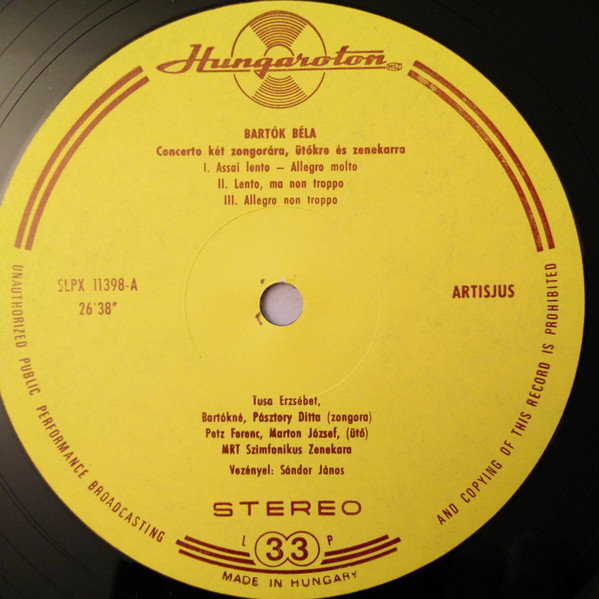 Hungaroton
BARTÓK BÉLA
Concerto két zongorára, ütőkre és zenekarra
I. Assai lento – Allegro molto
II. Lento, ma non troppo
III. Allegro non troppo
SLPX 11398-A
26'38"
ARTISJUS
Tusa Erzsébet,
Bartókné, Pásztory Ditta (zongora)
Petz Ferenc, Marton József, (ütő)
MRT Szimfonikus Zenekara
Vezényel: Sándor János
STEREO
L 33 P
MADE IN HUNGARY
UNAUTHORIZED PUBLIC PERFORMANCE BROADCASTING
AND COPYING OF THIS RECORD IS PROHIBITED